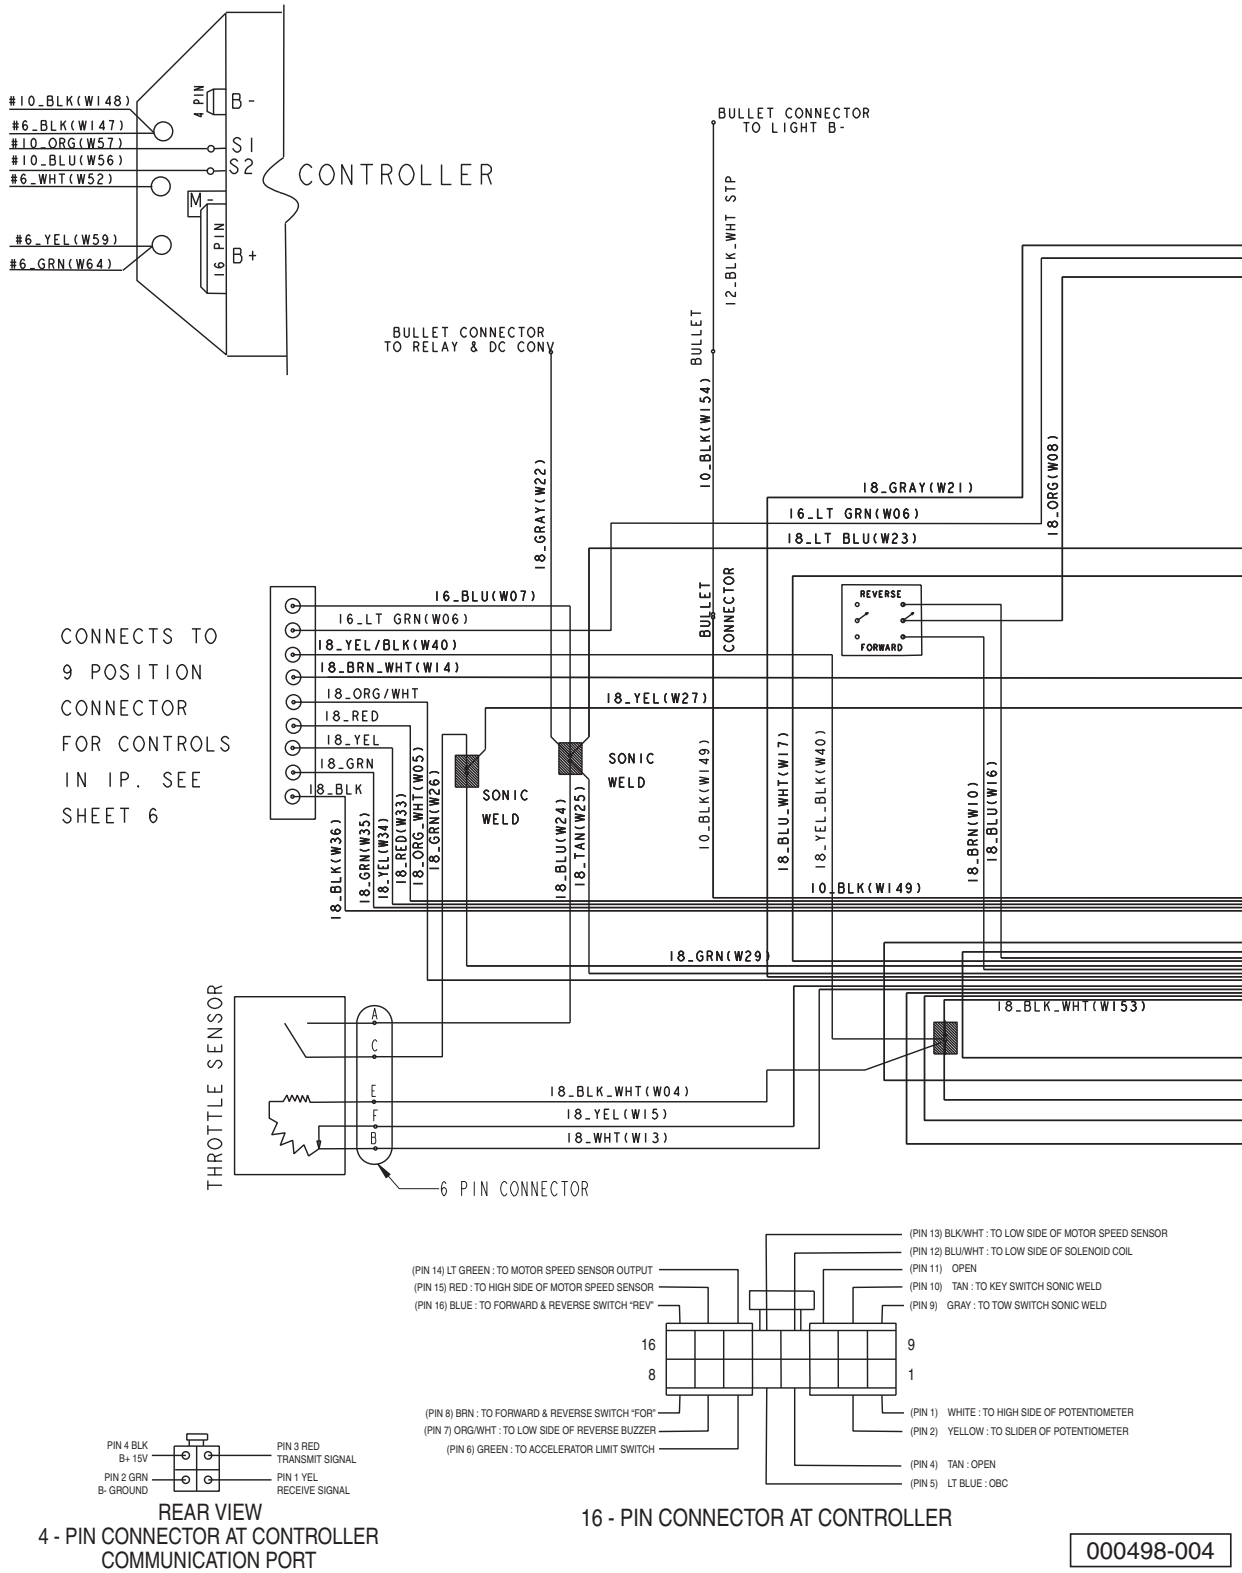 #10_BLK(W148)
#6_BLK(W147)
#10_ORG(W57)
#10_BLU(W56)
#6_WHT(W52)
#6_YEL(W59)
#6_GRN(W64)
4 PIN
B-
S1
S2
M-
16 PIN
B+
CONTROLLER
BULLET CONNECTOR
TO LIGHT B-
12_BLK_WHT STP
BULLET
BULLET CONNECTOR
TO RELAY & DC CONV
10_BLK(W154)
18_GRAY(W22)
18_GRAY(W21)
16_LT GRN(W06)
18_LT BLU(W23)
18_ORG(W08)
BULLET
CONNECTOR
REVERSE
FORWARD
CONNECTS TO
9 POSITION
CONNECTOR
FOR CONTROLS
IN IP. SEE
SHEET 6
16_BLU(W07)
16_LT GRN(W06)
18_YEL/BLK(W40)
18_BRN_WHT(W14)
18_ORG/WHT
18_RED
18_YEL
18_GRN
18_BLK
18_YEL(W27)
SONIC
WELD
SONIC
WELD
18_BLK(W36)
18_GRN(W35)
18_YEL(W34)
18_RED(W33)
18_ORG_WHT(W05)
18_GRN(W26)
18_BLU(W24)
18_TAN(W25)
10_BLK(W149)
18_BLU_WHT(W17)
18_YEL_BLK(W40)
18_BRN(W10)
18_BLU(W16)
10_BLK(W149)
18_GRN(W29)
18_BLK_WHT(W153)
THROTTLE SENSOR
A
C
E
F
B
18_BLK_WHT(W04)
18_YEL(W15)
18_WHT(W13)
6 PIN CONNECTOR
(PIN 14) LT GREEN : TO MOTOR SPEED SENSOR OUTPUT
(PIN 15) RED : TO HIGH SIDE OF MOTOR SPEED SENSOR
(PIN 16) BLUE : TO FORWARD & REVERSE SWITCH "REV"
(PIN 13) BLK/WHT : TO LOW SIDE OF MOTOR SPEED SENSOR
(PIN 12) BLU/WHT : TO LOW SIDE OF SOLENOID COIL
(PIN 11) OPEN
(PIN 10) TAN : TO KEY SWITCH SONIC WELD
(PIN 9) GRAY : TO TOW SWITCH SONIC WELD
16
9
8
1
(PIN 8) BRN : TO FORWARD & REVERSE SWITCH "FOR"
(PIN 7) ORG/WHT : TO LOW SIDE OF REVERSE BUZZER
(PIN 6) GREEN : TO ACCELERATOR LIMIT SWITCH
(PIN 1) WHITE : TO HIGH SIDE OF POTENTIOMETER
(PIN 2) YELLOW : TO SLIDER OF POTENTIOMETER
(PIN 4) TAN : OPEN
(PIN 5) LT BLUE : OBC
16 - PIN CONNECTOR AT CONTROLLER
PIN 4 BLK
B+ 15V
PIN 3 RED
TRANSMIT SIGNAL
PIN 2 GRN
B- GROUND
PIN 1 YEL
RECEIVE SIGNAL
REAR VIEW
4 - PIN CONNECTOR AT CONTROLLER
COMMUNICATION PORT
000498-004